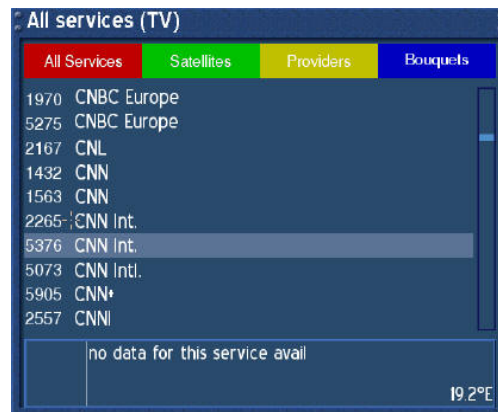 All services (TV)
All Services Satellites Providers Bouquets
1970 CNBC Europe
5275 CNBC Europe
2167 CNL
1432 CNN
1563 CNN
2265 CNN Int.
5376 CNN Int.
5073 CNN Intl.
5905 CNN+
2557 CNNI
no data for this service avail
19.2°E